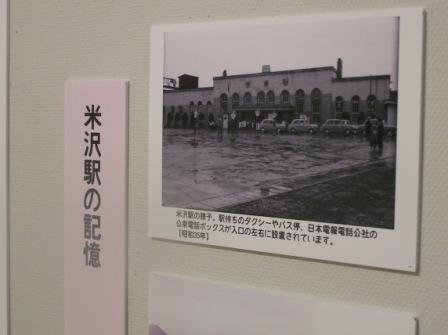 米沢駅の記憶
米沢駅の様子。駅待ちのタクシーやバス停、日本電報電話公社の
公衆電話ボックスが入口の左右に設置されています。
【昭和35年】